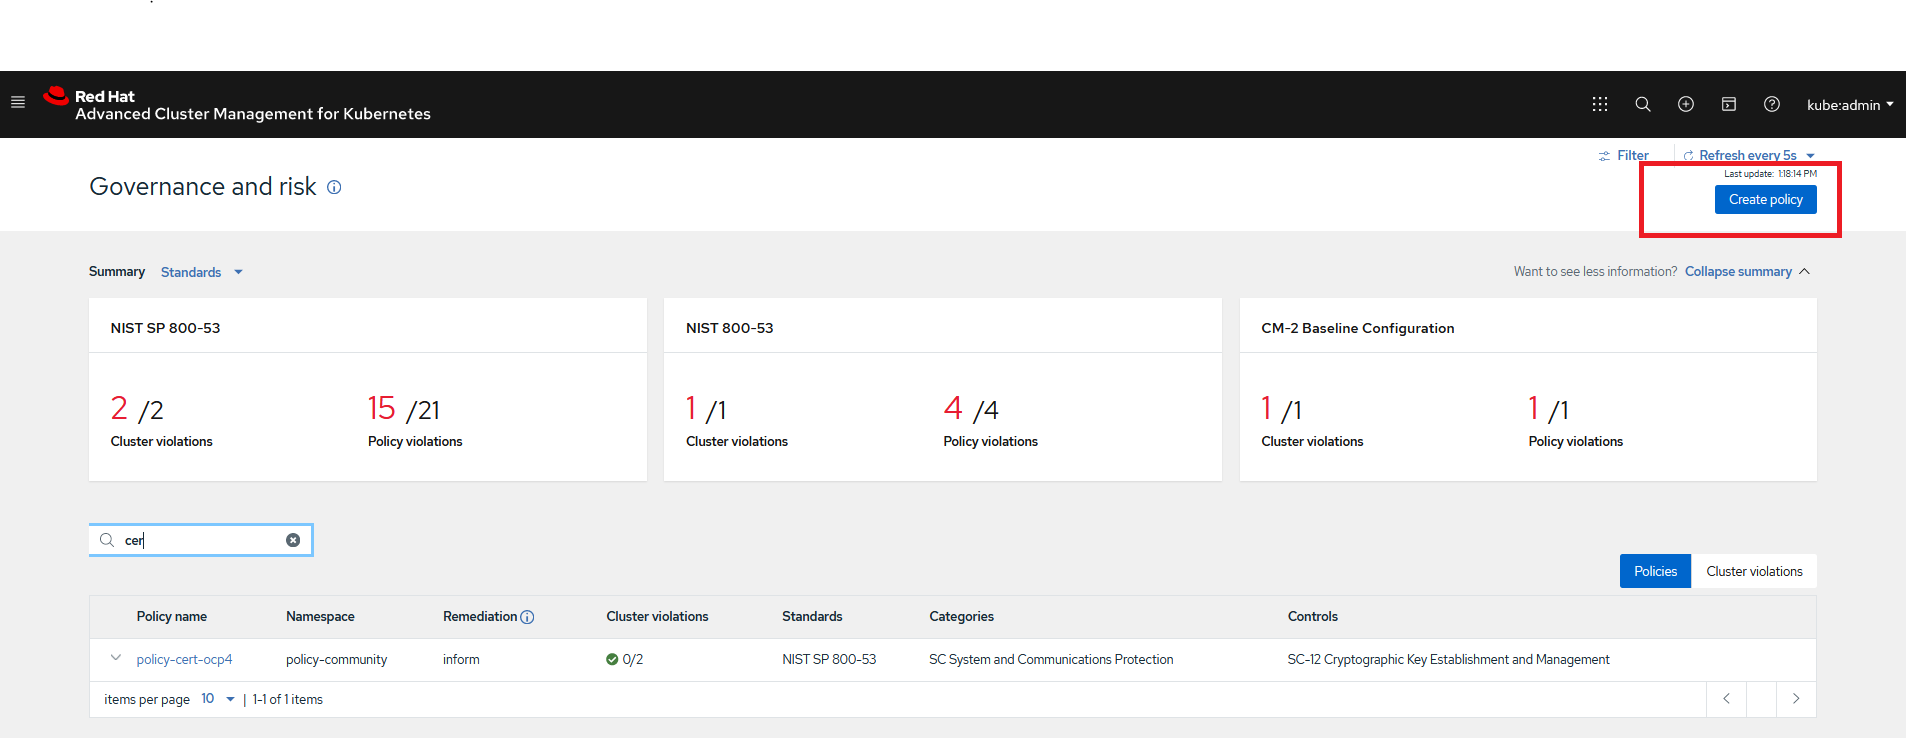 Red Hat
Advanced Cluster Management for Kubernetes
kube:admin
Filter
Refresh every 5s
Last update: 1:18:14 PM
Governance and risk
Create policy
Summary Standards
Want to see less information? Collapse summary
NIST SP 800-53
NIST 800-53
CM-2 Baseline Configuration
2 /2 15 /21
Cluster violations Policy violations
1 /1 4 /4
Cluster violations Policy violations
1 /1 1 /1
Cluster violations Policy violations
cer
Policies Cluster violations
Policy name Namespace Remediation Cluster violations Standards Categories Controls
policy-cert-ocp4 policy-community inform 0/2 NIST SP 800-53 SC System and Communications Protection SC-12 Cryptographic Key Establishment and Management
items per page 10 | 1-1 of 1 items